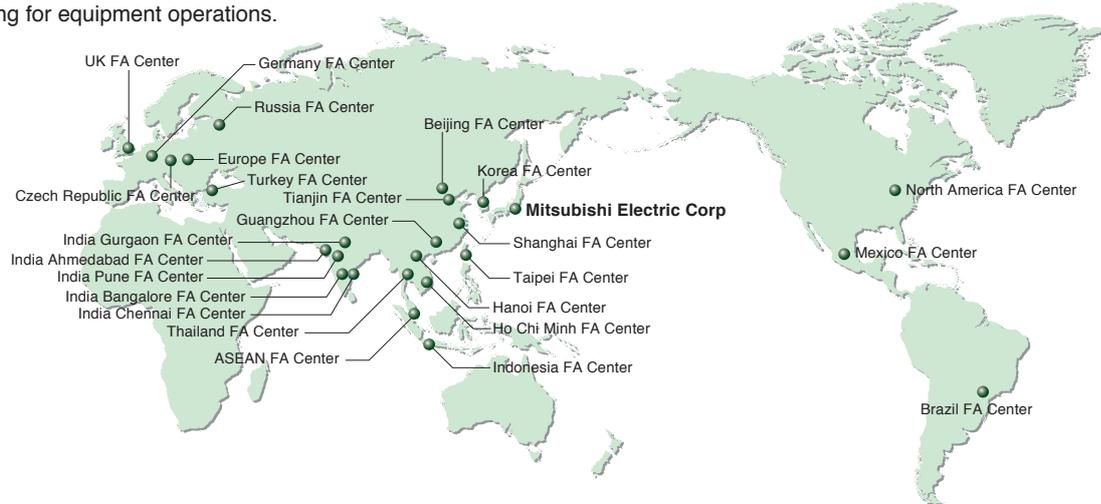 ng for equipment operations.
UK FA Center
Germany FA Center
Russia FA Center
Beijing FA Center
Europe FA Center
Korea FA Center
Turkey FA Center
Czech Republic FA Center
Tianjin FA Center
North America FA Center
Mitsubishi Electric Corp
Guangzhou FA Center
India Gurgaon FA Center
Shanghai FA Center
India Ahmedabad FA Center
Mexico FA Center
India Pune FA Center
Taipei FA Center
India Bangalore FA Center
Hanoi FA Center
India Chennai FA Center
Thailand FA Center
Ho Chi Minh FA Center
ASEAN FA Center
Indonesia FA Center
Brazil FA Center